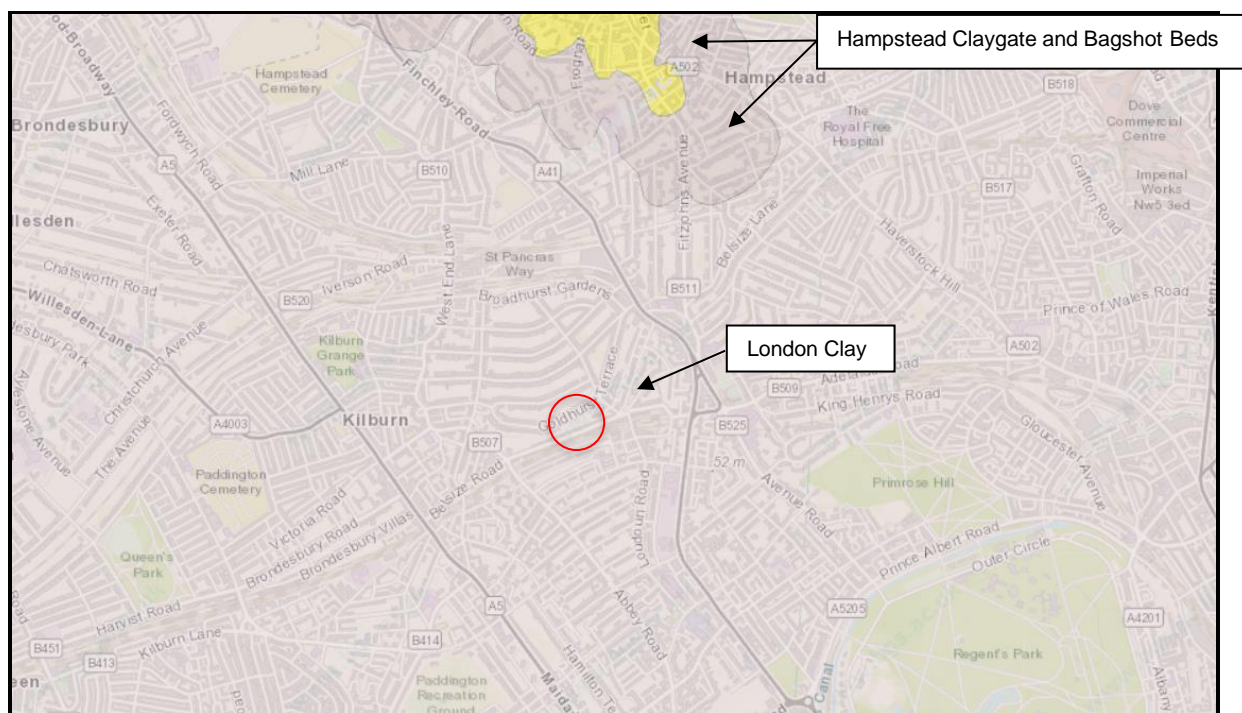 Hampstead Claygate and Bagshot Beds
London Clay
Finchley-Road
Frognal
A502
Hampstead
B518
Hampstead
Cemetery
The
Royal Free
Hospital
Dove
Commercial
Centre
Brondesbury
Fordwych Road
A5
Mill Lane
B510
A41
Fitzjohns Avenue
B517
Grafton Road
Imperial
Works
Nw5 3ed
Exeter Road
Belsize Lane
Haverstock Hill
Chatsworth Road
Iverson Road
West End Lane
St Pancras
Way
Broadhurst Gardens
B511
B520
Prince of Wales Road
Willesden-Lane
Christchurch Avenue
Kilburn
Grange
Park
Terrace
A502
Aylestone Avenue
The Avenue
A4003
Kilburn
Goldhurst
B509
King Henrys Road
B507
B525
52 m
Gloucester Avenue
Paddington
Cemetery
Victoria Road
Belsize Road
Loudoun Road
Avenue Road
Primrose Hill
Brondesbury Road
Brondesbury Villas
Queen's
Park
Prince Albert Road
Outer Circle
Harvist Road
A5
Abbey Road
A5205
A4201
Kilburn Lane
B451
B413
B414
Hamilton
Regent's Park
Paddington
Recreation
Ground
Canal
Albany